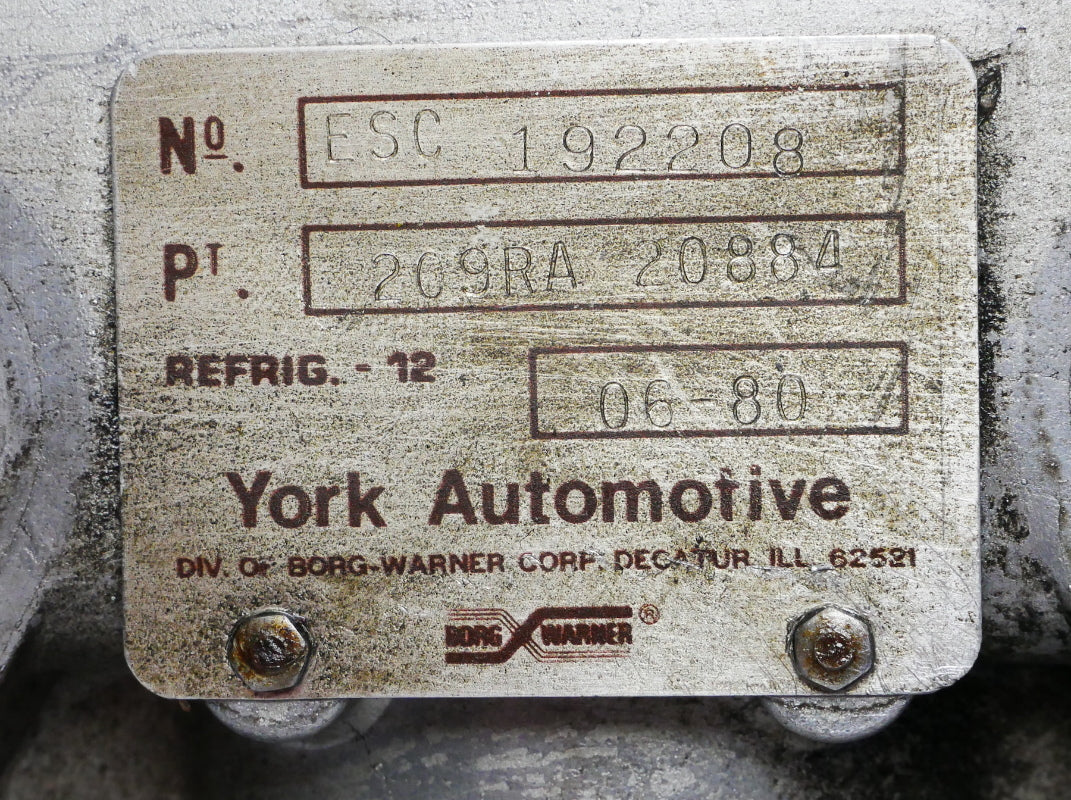 Nº. ESC 192208
PT. 209RA 20884
REFRIG. - 12 06-80
York Automotive
DIV. OF BORG-WARNER CORP. DECATUR ILL. 62521
BORG WARNER ®